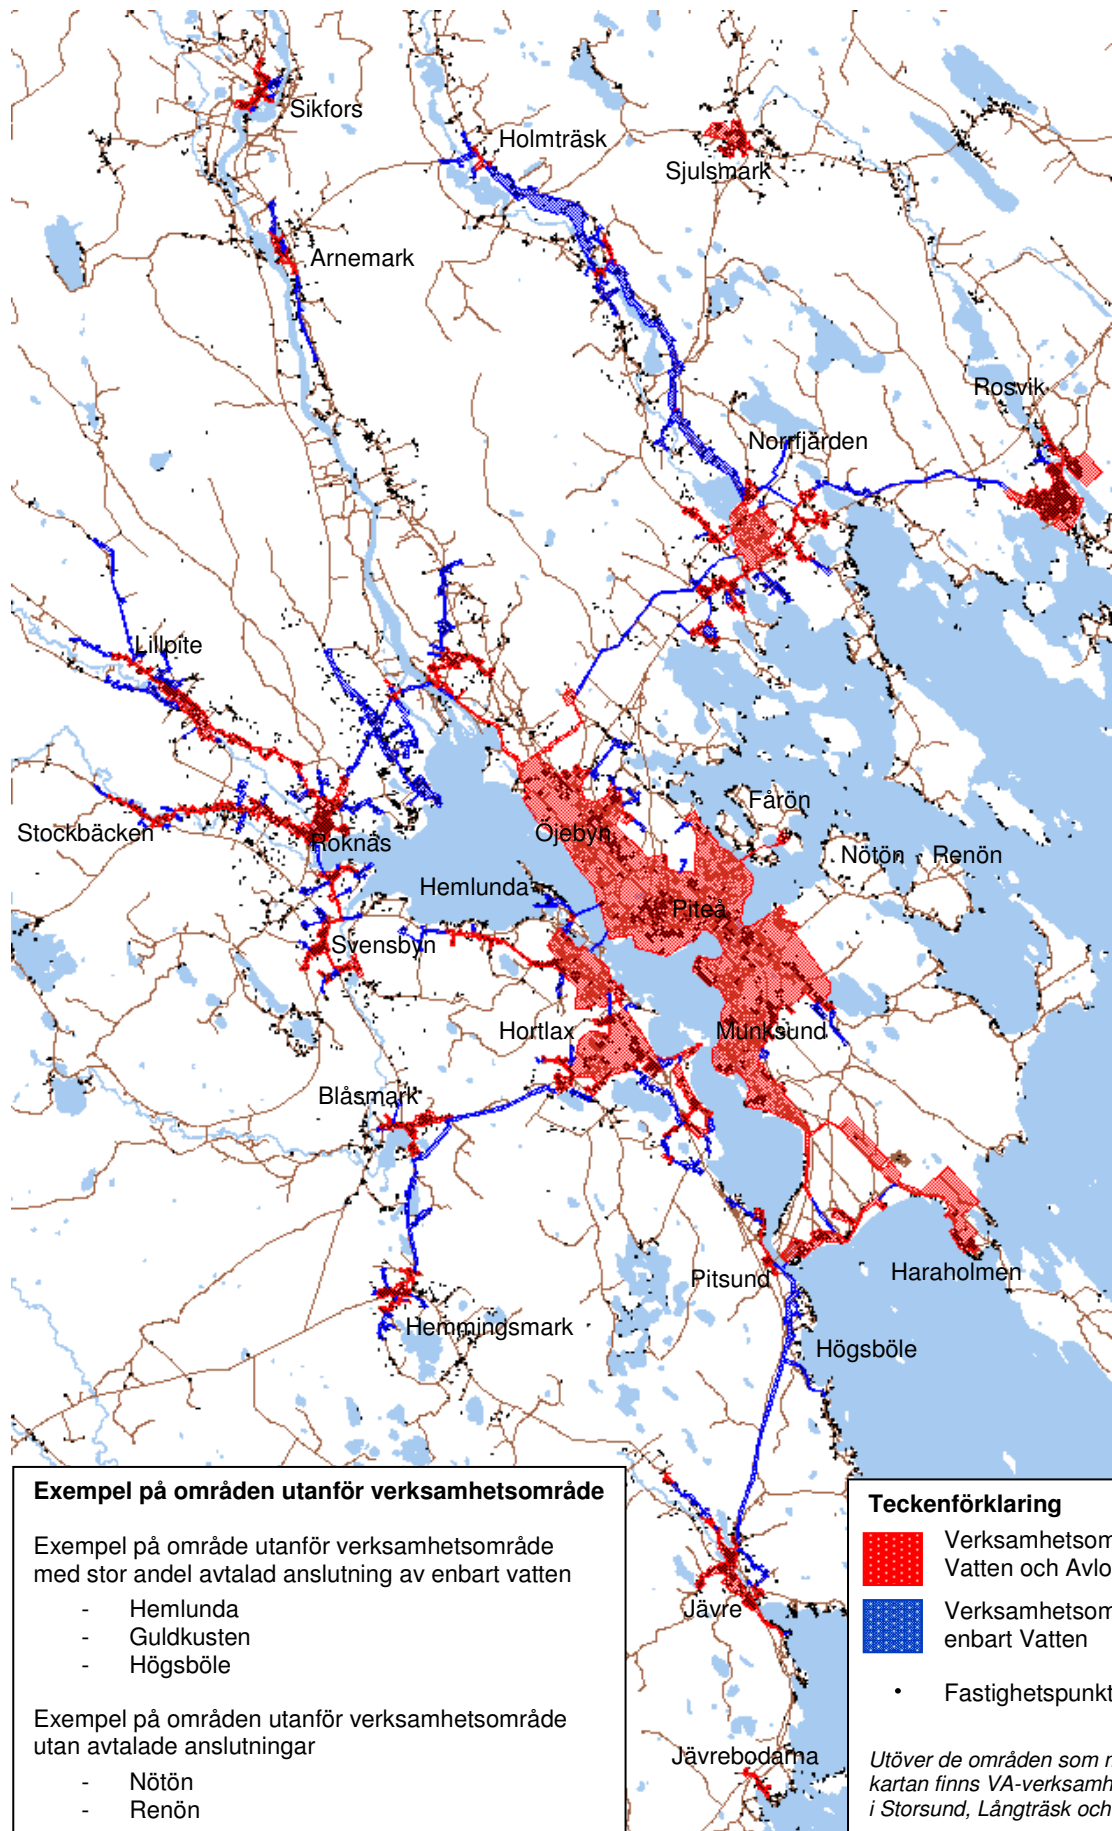 Sikfors
Holmträsk
Sjulsmark
Arnemark
Rosvik
Norrfjärden
Lillpite
Stockbäcken
Roknäs
Öjebyn
Fårön
Nötön
Renön
Hemlunda
Piteå
Svensbyn
Hortlax
Munksund
Blåsmark
Haraholmen
Pitsund
Hemmingsmark
Högsböle
Jävre
Jävrebodarna
Exempel på områden utanför verksamhetsområde
Exempel på område utanför verksamhetsområde
med stor andel avtalad anslutning av enbart vatten
- Hemlunda
- Guldkusten
- Högsböle
Exempel på områden utanför verksamhetsområde
utan avtalade anslutningar
- Nötön
- Renön
Teckenförklaring
Verksamhetsom
Vatten och Avlo
Verksamhetsom
enbart Vatten
Fastighetspunkt
Utöver de områden som
kartan finns VA-verksamh
i Storsund, Långträsk och